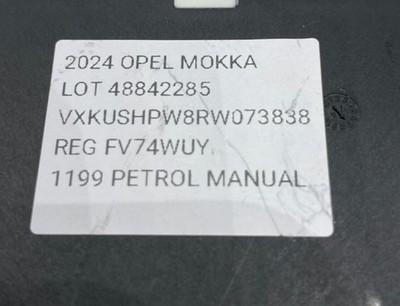 2024 OPEL MOKKA
LOT 48842285
VXKUSHPW8RW073838
REG FV74WUY
1199 PETROL MANUAL